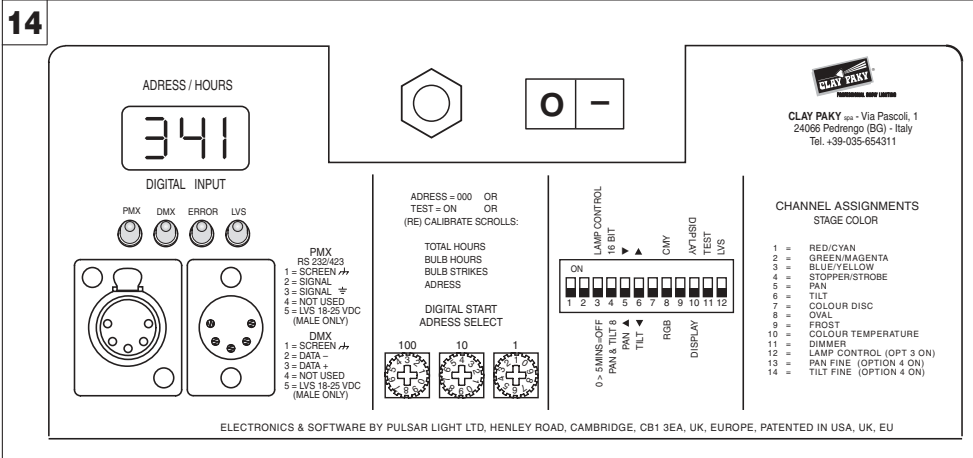 14
ADRESS / HOURS
341
DIGITAL INPUT
PMX DMX ERROR LVS
PMX
RS 232/423
1 = SCREEN
2 = SIGNAL
3 = SIGNAL
4 = NOT USED
5 = LVS 18-25 VDC
(MALE ONLY)
DMX
1 = SCREEN
2 = DATA –
3 = DATA +
4 = NOT USED
5 = LVS 18-25 VDC
(MALE ONLY)
O –
ADRESS = 000 OR
TEST = ON OR
(RE) CALIBRATE SCROLLS:
TOTAL HOURS
BULB HOURS
BULB STRIKES
ADRESS
DIGITAL START
ADRESS SELECT
100 10 1
LAMP CONTROL
16 BIT
▼
▲
CMY
DISPLAY
TEST
LVS
ON
1 2 3 4 5 6 7 8 9 10 11 12
0 > 5MINS=OFF
PAN & TILT 8
PAN ▲
TILT ◀
RGB
DISPLAY
CLAY PAKY
PROFESSIONAL SHOW LIGHTING
CLAY PAKY spa - Via Pascoli, 1
24066 Pedrengo (BG) - Italy
Tel. +39-035-654311
CHANNEL ASSIGNMENTS
STAGE COLOR
1 = RED/CYAN
2 = GREEN/MAGENTA
3 = BLUE/YELLOW
4 = STOPPER/STROBE
5 = PAN
6 = TILT
7 = COLOUR DISC
8 = OVAL
9 = FROST
10 = COLOUR TEMPERATURE
11 = DIMMER
12 = LAMP CONTROL (OPT 3 ON)
13 = PAN FINE (OPTION 4 ON)
14 = TILT FINE (OPTION 4 ON)
ELECTRONICS & SOFTWARE BY PULSAR LIGHT LTD, HENLEY ROAD, CAMBRIDGE, CB1 3EA, UK, EUROPE, PATENTED IN USA, UK, EU